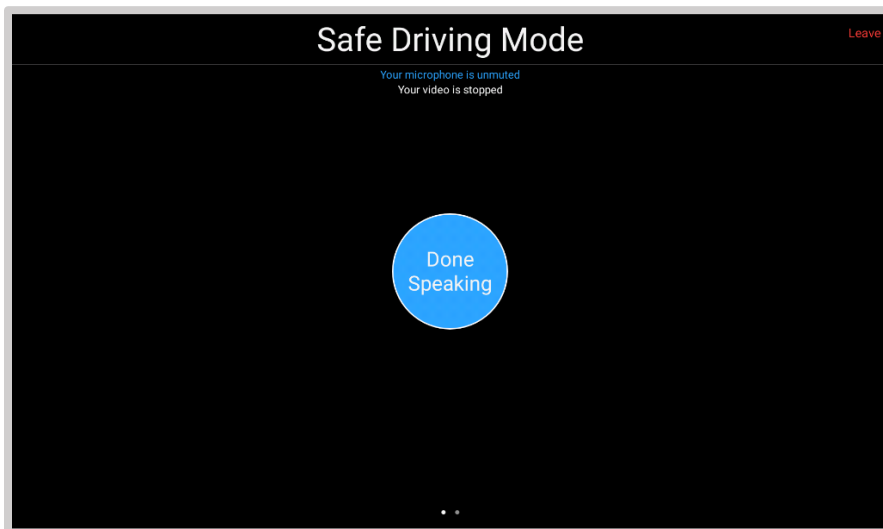 Safe Driving Mode
Leave
Your microphone is unmuted
Your video is stopped
Done
Speaking